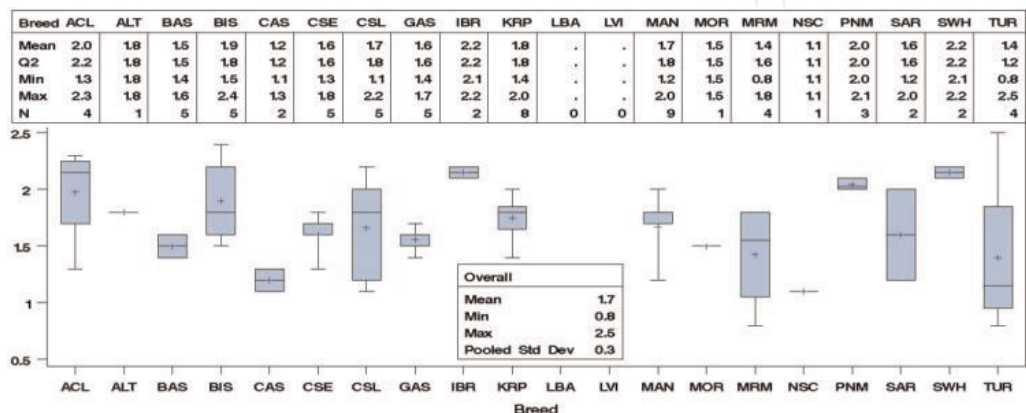 Breed ACL ALT BAS BIS CAS CSE CSL GAS IBR KRP LBA LVI MAN MOR MRM NSC PNM SAR SWH TUR
Mean 2.0 1.8 1.5 1.9 1.2 1.6 1.7 1.6 2.2 1.8 . . 1.7 1.5 1.4 1.1 2.0 1.6 2.2 1.4
Q2 2.2 1.8 1.5 1.8 1.2 1.6 1.8 1.6 2.2 1.8 . . 1.8 1.5 1.6 1.1 2.0 1.6 2.2 1.2
Min 1.3 1.8 1.4 1.5 1.1 1.3 1.1 1.4 2.1 1.4 . . 1.2 1.5 0.8 1.1 2.0 1.2 2.1 0.8
Max 2.3 1.8 1.6 2.4 1.3 1.8 2.2 1.7 2.2 2.0 . . 2.0 1.5 1.8 1.1 2.1 2.0 2.2 2.5
N 4 1 5 5 2 5 5 5 2 8 0 0 9 1 4 1 3 2 2 4
2.5
2
1.5
1
0.5
Overall
Mean 1.7
Min 0.8
Max 2.5
Pooled Std Dev 0.3
ACL ALT BAS BIS CAS CSE CSL GAS IBR KRP LBA LVI MAN MOR MRM NSC PNM SAR SWH TUR
Breed